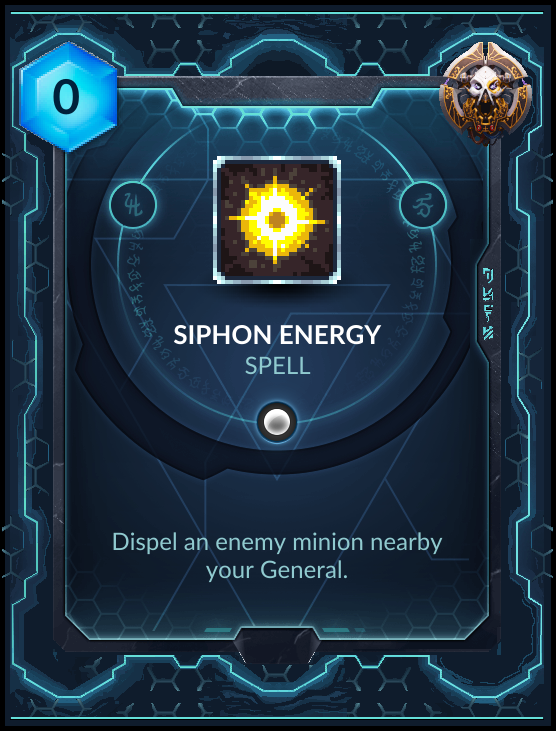 0
SIPHON ENERGY
SPELL
Dispel an enemy minion nearby
your General.